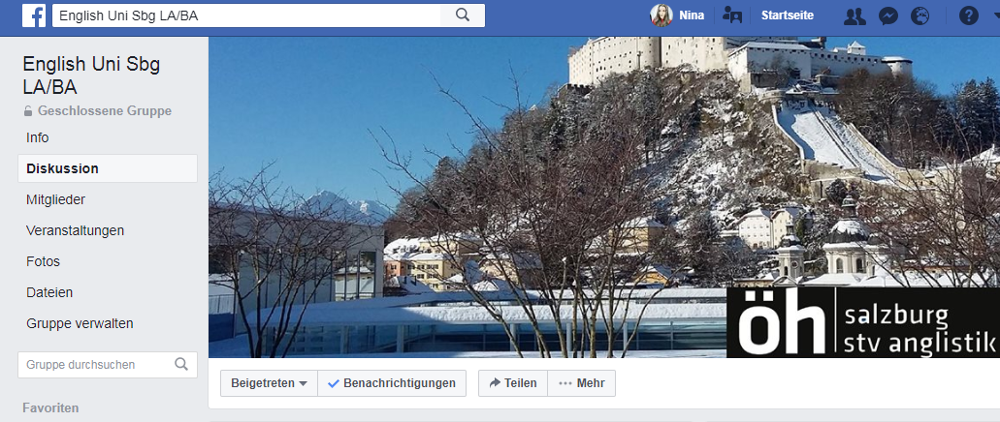 English Uni Sbg LA/BA
Nina
Startseite
English Uni Sbg
LA/BA
Geschlossene Gruppe
Info
Diskussion
Mitglieder
Veranstaltungen
Fotos
Dateien
Gruppe verwalten
Gruppe durchsuchen
Favoriten
öh salzburg
stv anglistik
Beigetreten
Benachrichtigungen
Teilen
Mehr